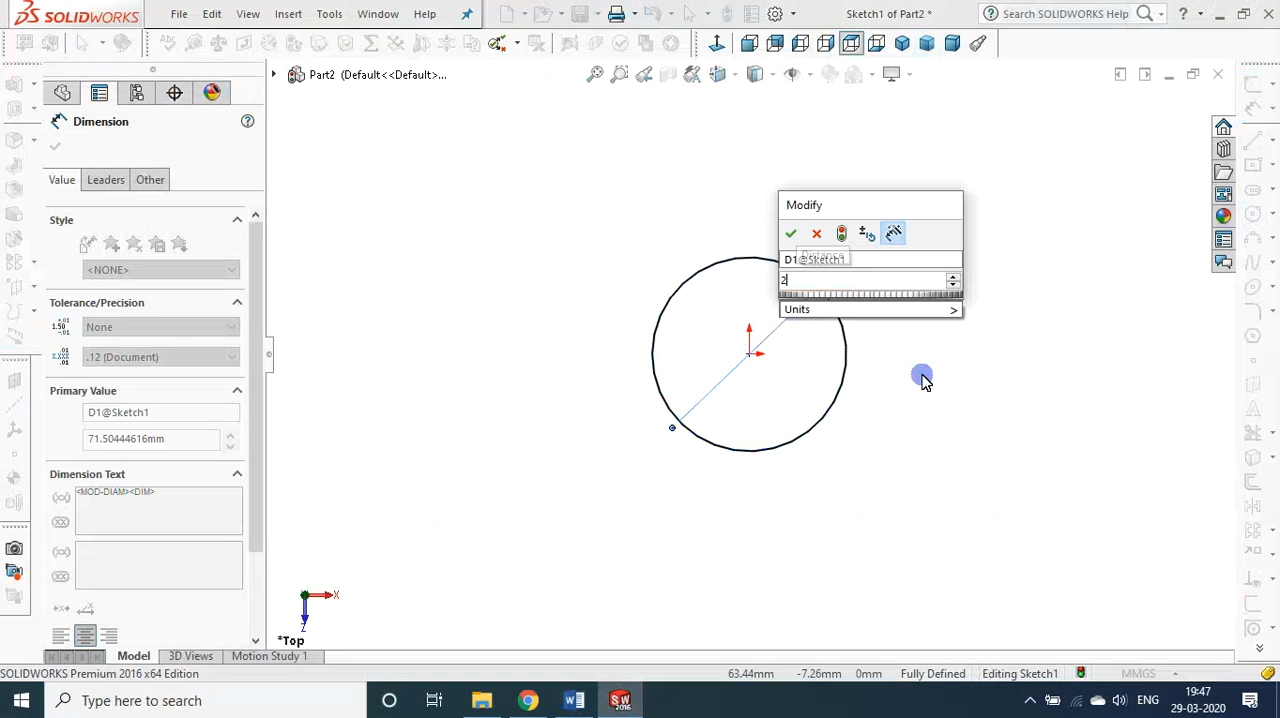 SOLIDWORKS File Edit View Insert Tools Window Help Sketch1 of Part2 * Search SOLIDWORKS Help ?
Part2 (Default<<Default>...
Dimension
Value Leaders Other
Style
<NONE>
Tolerance/Precision
None
.12 (Document)
Primary Value
D1@Sketch1
71.50444616mm
Dimension Text
<MOD-DIAM><DIM>
Modify
D1@Sketch1
Distance
2
Units >
X
Z
*Top
Model 3D Views Motion Study 1
SOLIDWORKS Premium 2016 x64 Edition 63.44mm -7.26mm 0mm Fully Defined Editing Sketch1 MMGS
Type here to search
ENG
19:47
29-03-2020